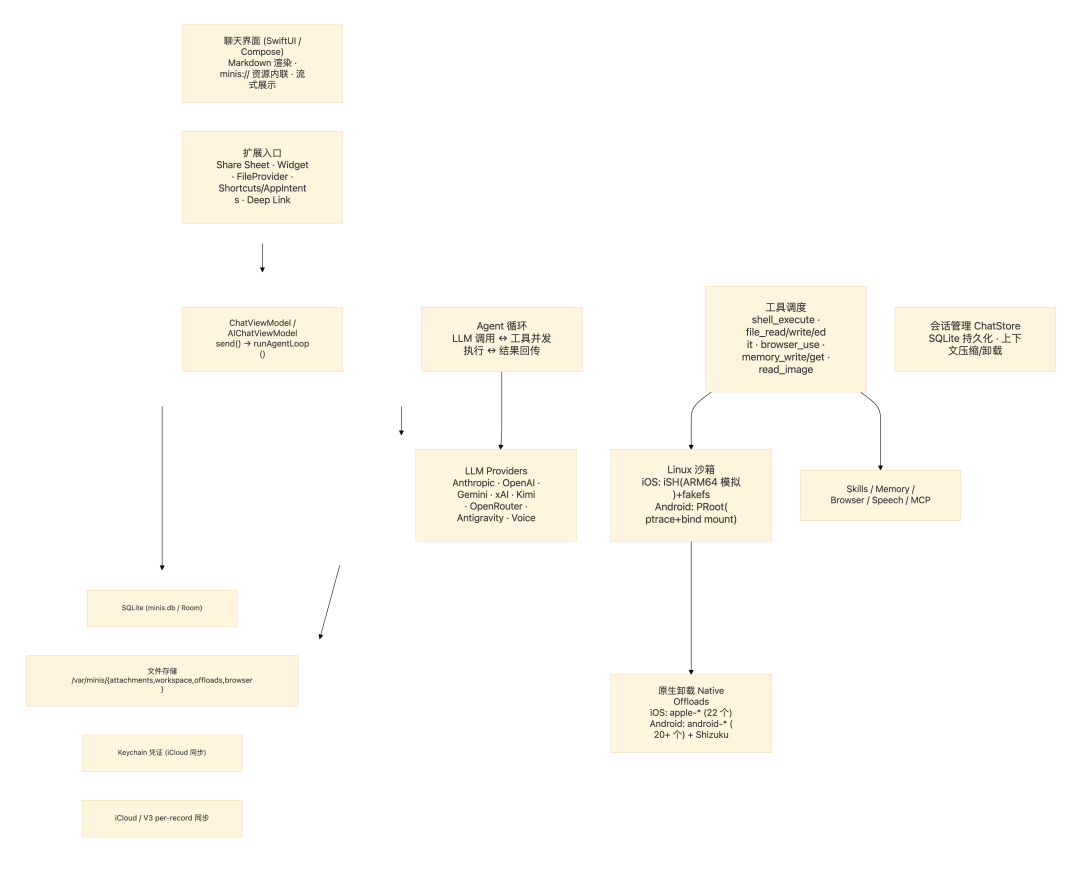 聊天界面 (SwiftUI /
Compose)
Markdown 渲染 ·
minis:// 资源内联 · 流
式展示
扩展入口
Share Sheet · Widget
· FileProvider ·
Shortcuts/AppIntent
s · Deep Link
ChatViewModel /
AIChatViewModel
send() → runAgentLoop
()
Agent 循环
LLM 调用 ↔ 工具并发
执行 ↔ 结果回传
工具调度
shell_execute ·
file_read/write/ed
it · browser_use ·
memory_write/get ·
read_image
会话管理 ChatStore
SQLite 持久化 · 上下
文压缩/卸载
LLM Providers
Anthropic · OpenAI ·
Gemini · xAI · Kimi
· OpenRouter ·
Antigravity · Voice
Linux 沙箱
iOS: iSH(ARM64 模拟
)+fakefs
Android: PRoot(
ptrace+bind mount)
Skills / Memory /
Browser / Speech / MCP
SQLite (minis.db / Room)
文件存储
/var/minis/{attachments,workspace,offloads,browser
}
Keychain 凭证 (iCloud 同步)
iCloud / V3 per-record 同步
原生卸载 Native
Offloads
iOS: apple-* (22 个)
Android: android-* (
20+ 个) + Shizuku